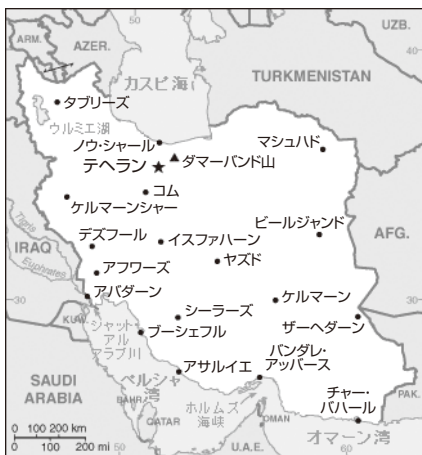 50
60
ARM.
AZER.
UZB.
40
カスピ海
TURKMENISTAN
タブリーズ
ウルミエ湖
ノウ・シャール
マシュハド
テヘラン
ダマーバンド山
コム
ケルマーンシャー
Tigris
デズフール
イスファハーン
ビールジャンド
AFG.
IRAQ
Euphrates
アフワーズ
ヤズド
アバダーン
30
KUW.
シーラーズ
ケルマーン
30
シャット
アル
アラブ川
ブーシェフル
ザーヘダーン
バンダレ・
アッバース
SAUDI
ARABIA
ペルシャ
湾
アサルイエ
BAHR.
QATAR
ホルムズ
海峡
OMAN
チャー・
バハール
PAK.
0 100 200 km
0 100 200 mi
50
U.A.E.
60
オマーン湾